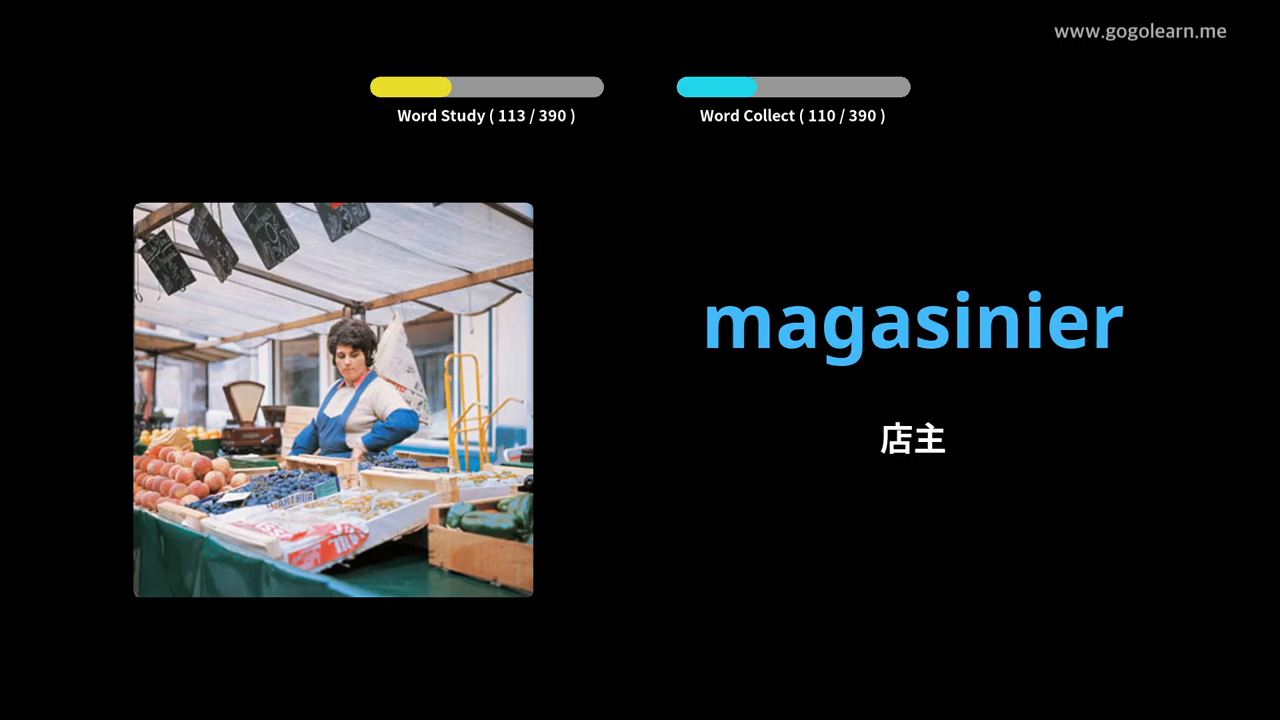 www.gogolearn.me
Word Study ( 113 / 390 )
Word Collect ( 110 / 390 )
magasinier
店主